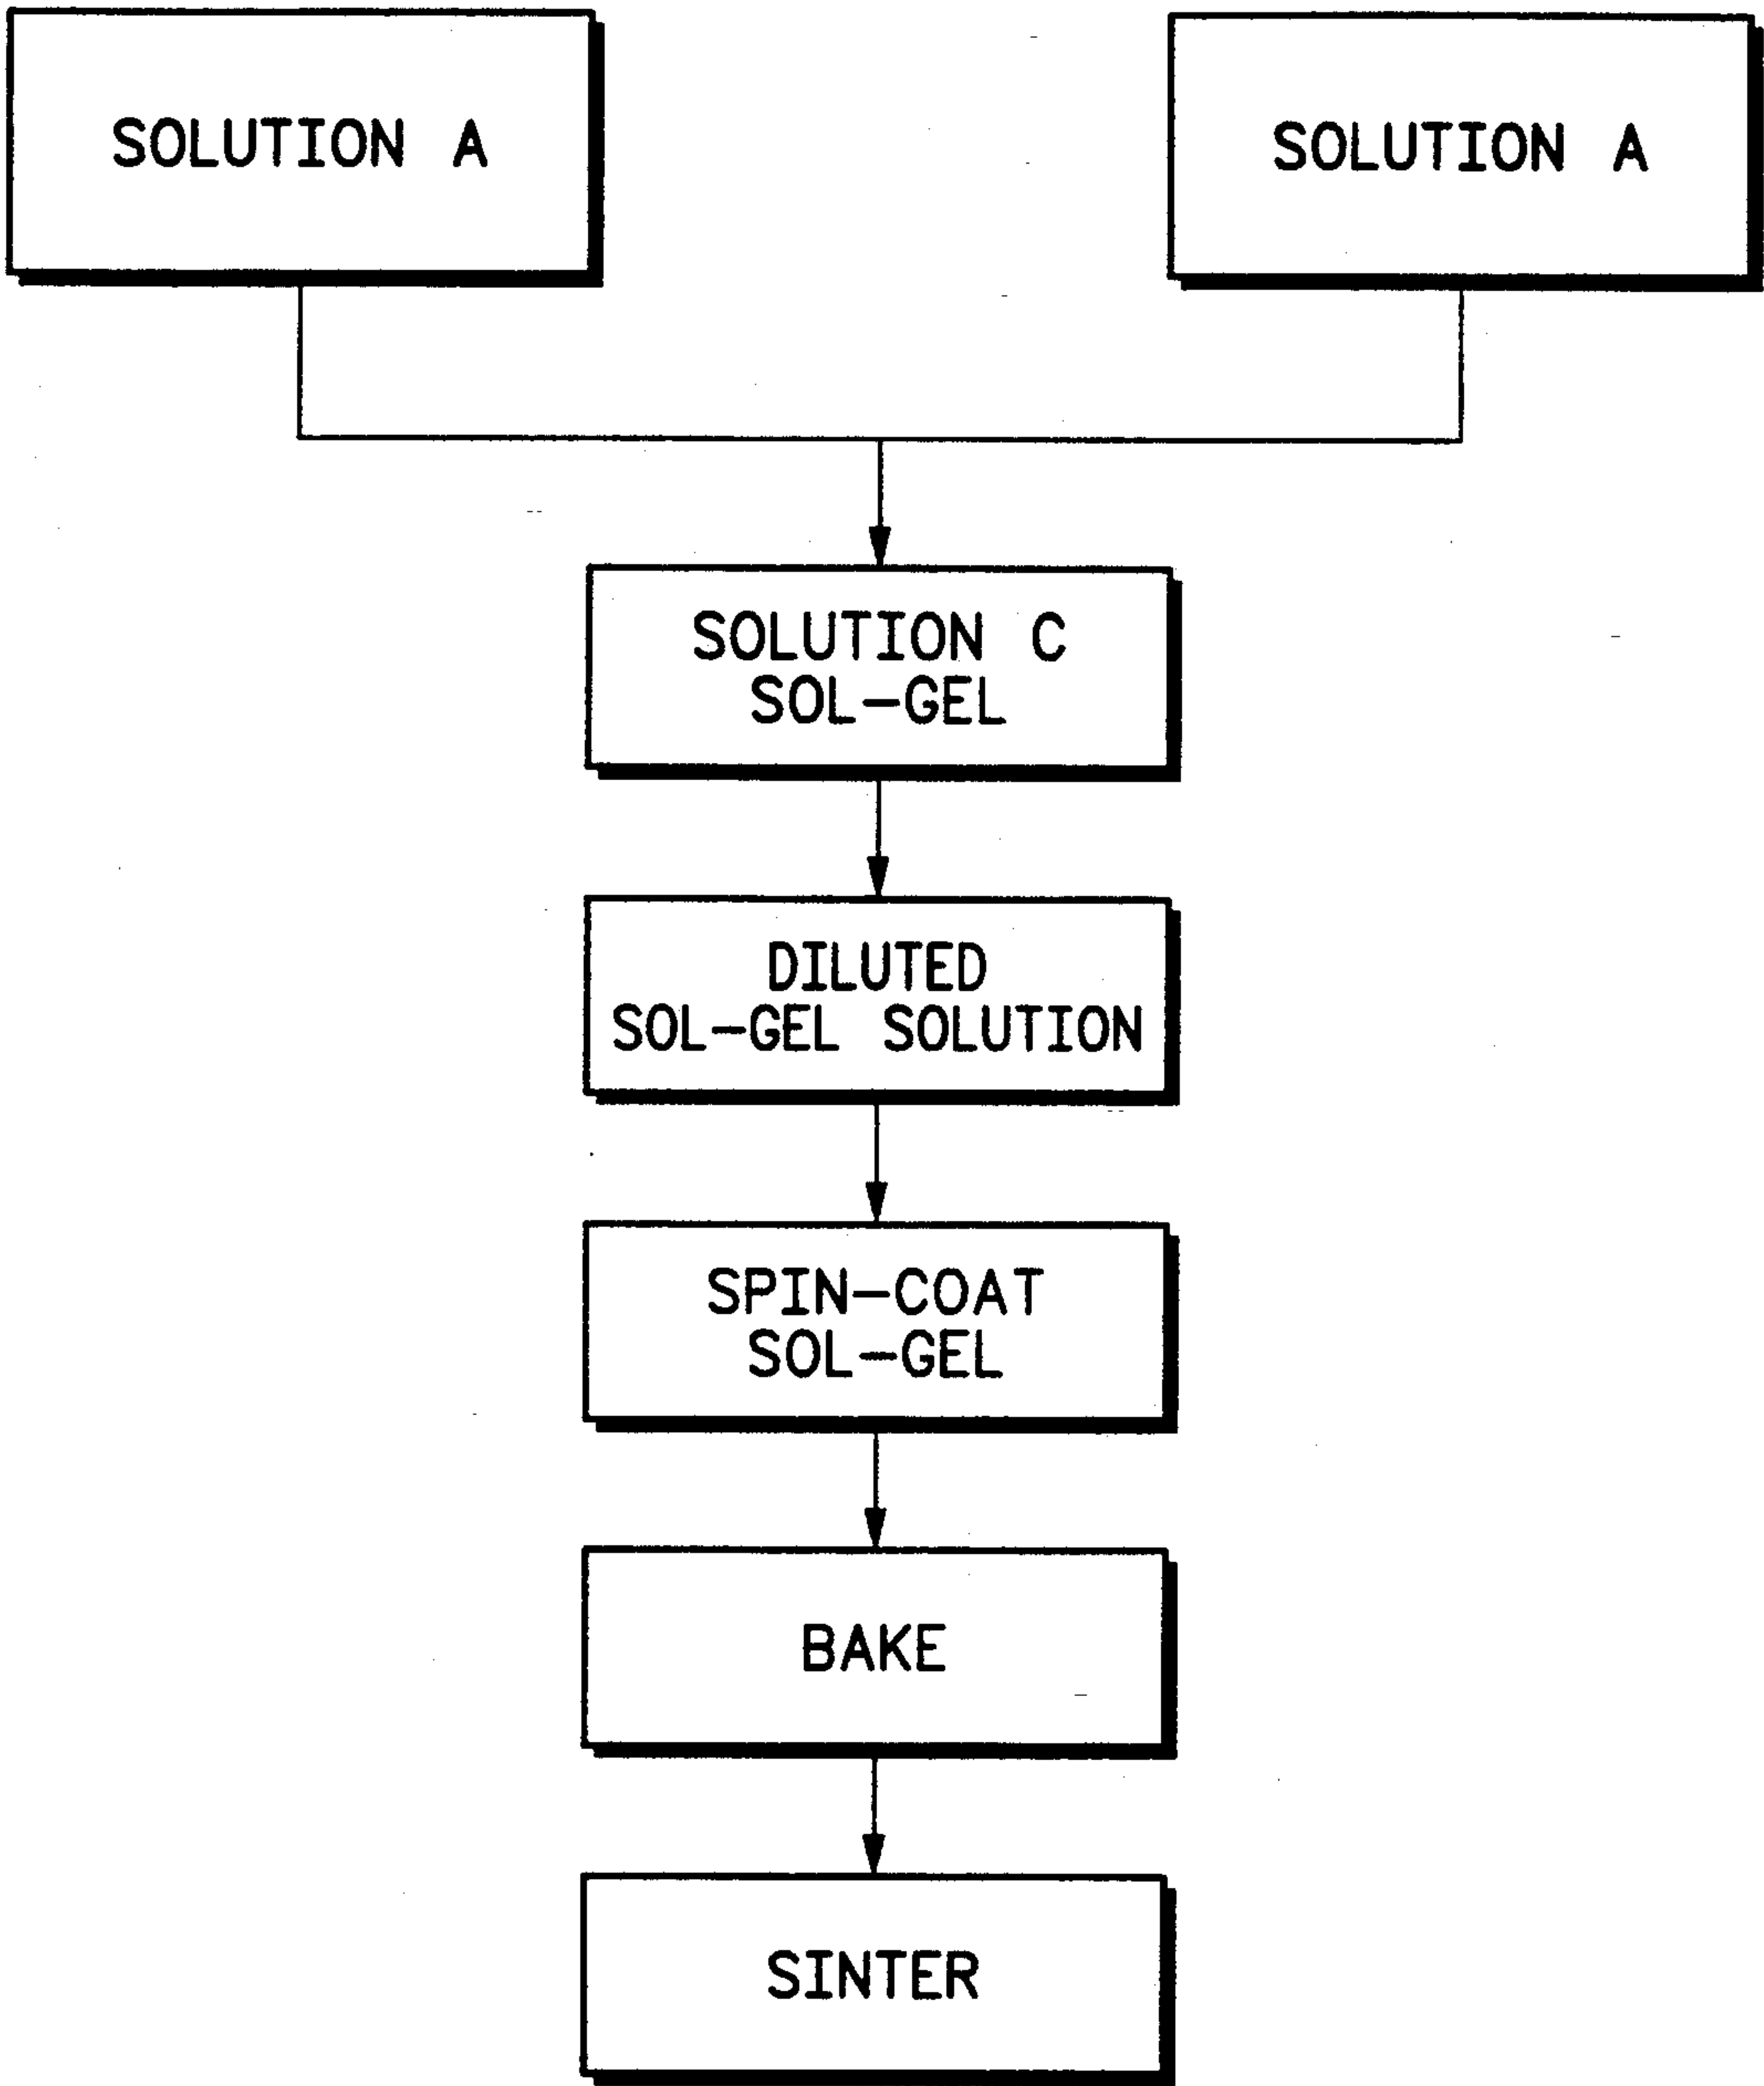 SOLUTION A
SOLUTION A
SOLUTION C
SOL-GEL
DILUTED
SOL-GEL SOLUTION
SPIN-COAT
SOL-GEL
BAKE
SINTER